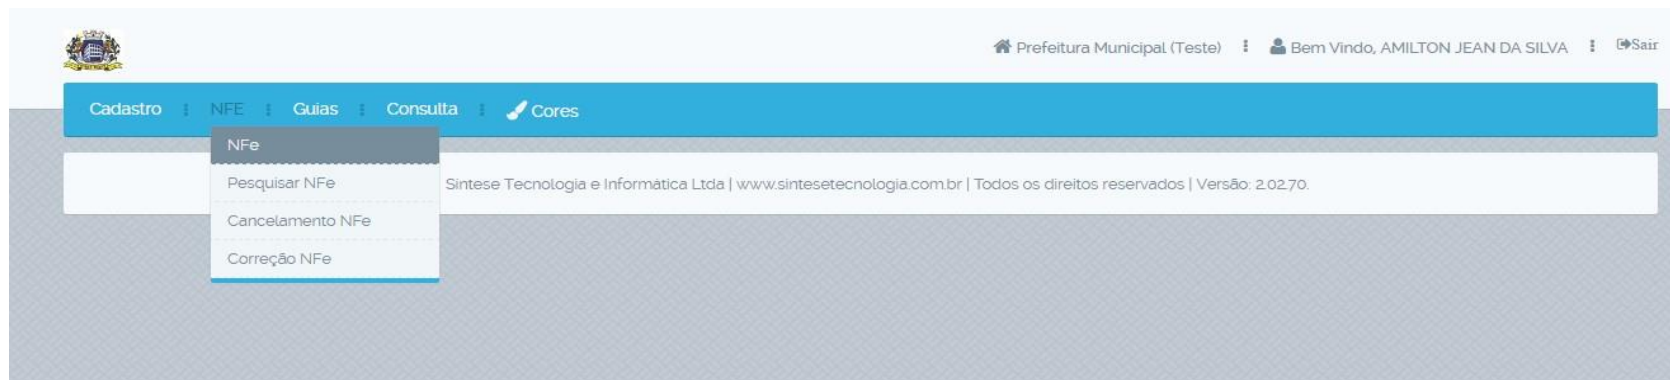 Prefeitura Municipal (Teste) Bem Vindo, AMILTON JEAN DA SILVA Sair
Cadastro NFE Guias Consulta Cores
NFe
Pesquisar NFe
Sintese Tecnologia e Informática Ltda | www.sintesetecnologia.com.br | Todos os direitos reservados | Versão: 2.02.70.
Cancelamento NFe
Correção NFe